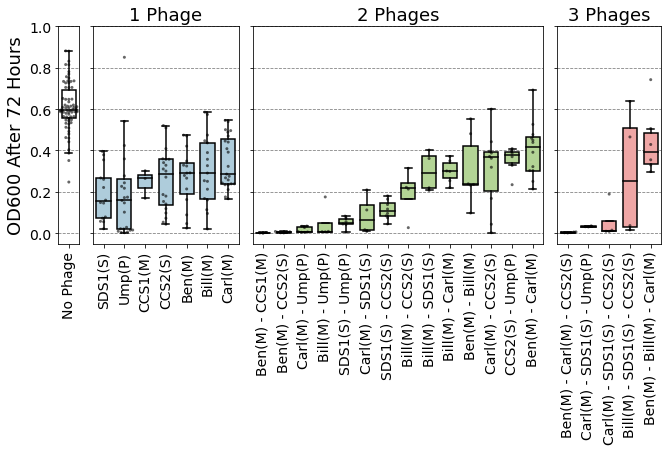 1 Phage
2 Phages
3 Phages
OD600 After 72 Hours
1.0
0.8
0.6
0.4
0.2
0.0
No Phage
SDS1(S)
Ump(P)
CCS1(M)
CCS2(S)
Ben(M)
Bill(M)
Carl(M)
Ben(M) - CCS1(M)
Ben(M) - CCS2(S)
Carl(M) - Ump(P)
Bill(M) - Ump(P)
SDS1(S) - Ump(P)
Carl(M) - SDS1(S)
SDS1(S) - CCS2(S)
Bill(M) - CCS2(S)
Bill(M) - SDS1(S)
Bill(M) - Carl(M)
Ben(M) - Bill(M)
Carl(M) - CCS2(S)
CCS2(S) - Ump(P)
Ben(M) - Carl(M)
Ben(M) - Carl(M) - CCS2(S)
Carl(M) - SDS1(S) - Ump(P)
Carl(M) - SDS1(S) - CCS2(S)
Bill(M) - SDS1(S) - CCS2(S)
Ben(M) - Bill(M) - Carl(M)